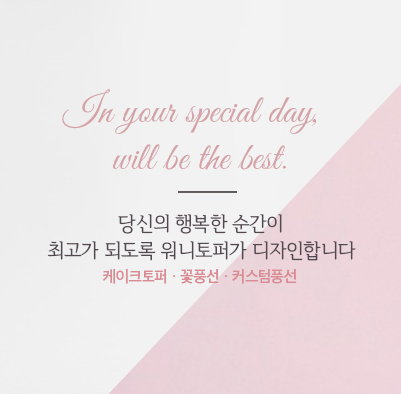 In your special day,
will be the best.
당신의 행복한 순간이
최고가 되도록 워니토퍼가 디자인합니다
케이크토퍼 · 꽃풍선 · 커스텀풍선